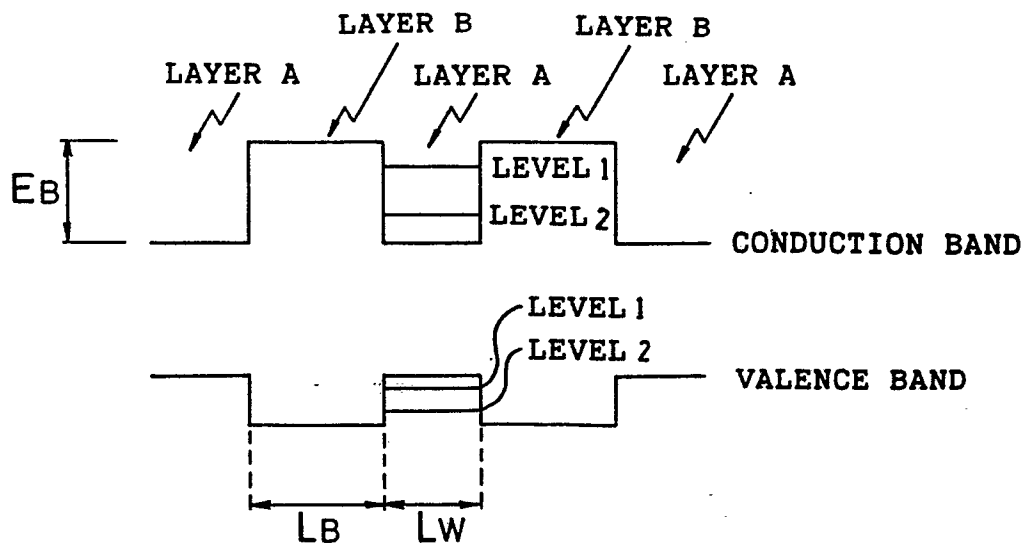 LAYER B
LAYER B
LAYER A
LAYER A
LAYER A
EB
LEVEL 1
LEVEL 2
CONDUCTION BAND
LEVEL 1
LEVEL 2
VALENCE BAND
LB
LW